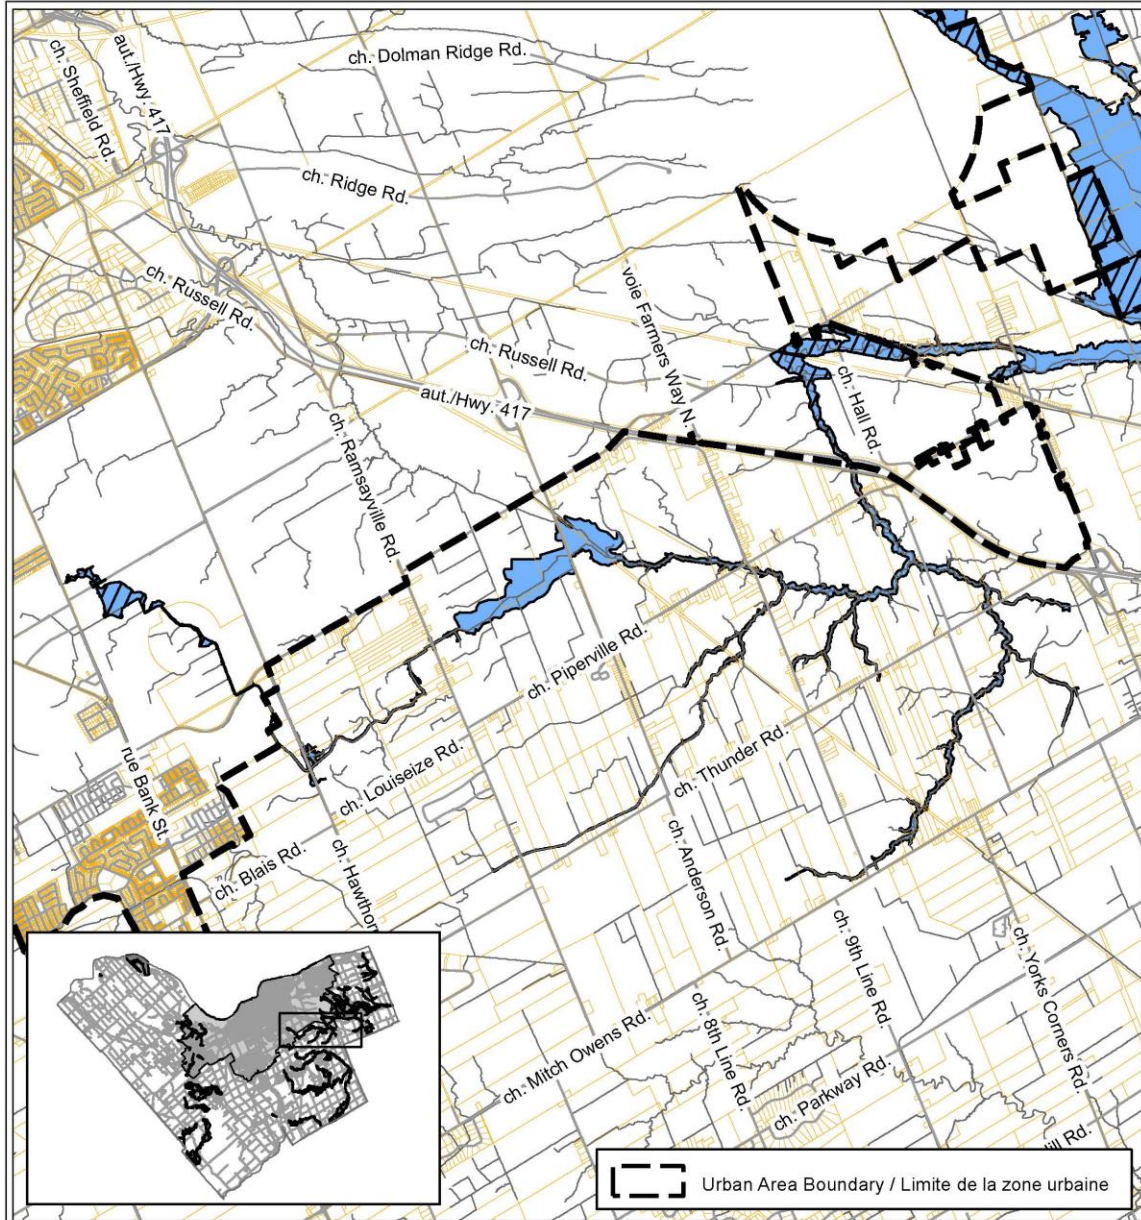 ch. Dolman Ridge Rd.
aut./Hwy. 417
ch. Sheffield Rd.
ch. Ridge Rd.
ch. Russell Rd.
voie Farmers Way N.
ch. Russell Rd.
aut./Hwy. 417
ch. Hall Rd.
ch. Ramsayville Rd.
ch. Piperville Rd.
ch. Thunder Rd.
ch. Louiseize Rd.
rue Bank St.
ch. Blais Rd.
ch. Hawthor
ch. Anderson Rd.
ch. 9th Line Rd.
ch. Yorks Corners Rd.
ch. 8th Line Rd.
ch. Mitch Owens Rd.
ch. Parkway Rd.
ill Rd.
Urban Area Boundary / Limite de la zone urbaine